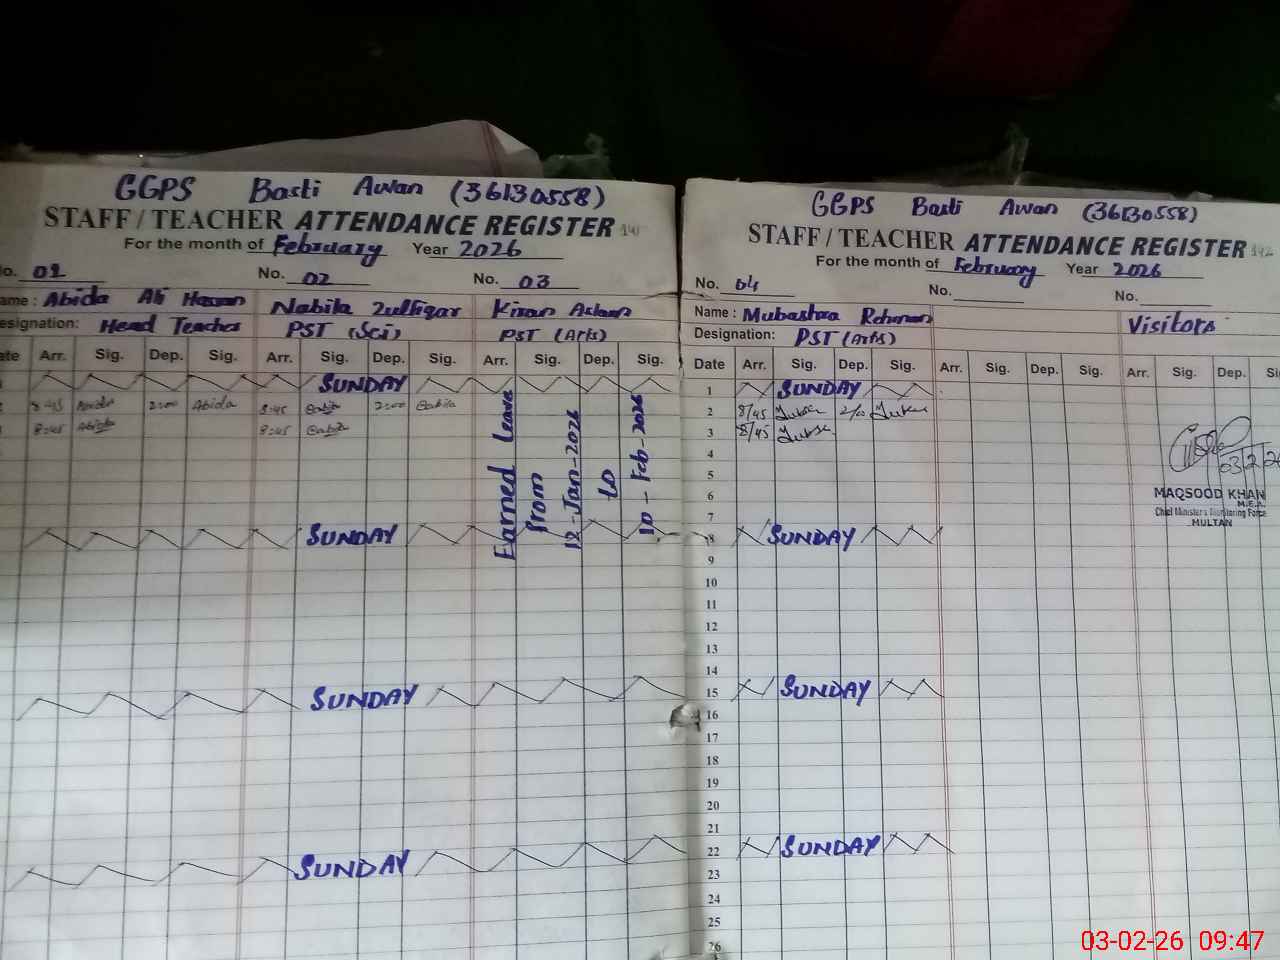 GGPS Basti Awan (36130558)
STAFF / TEACHER ATTENDANCE REGISTER 141
For the month of February Year 2026
No. 01 No. 02 No. 03
Name : Abida Ali Hassan Nabila Zulfiqar Kiran Aslam
Designation: Head Teacher PST (Sci) PST (Arts)
Date Arr. Sig. Dep. Sig. Arr. Sig. Dep. Sig. Arr. Sig. Dep. Sig.
SUNDAY
8:45 Abida 2:00 Abida 8:45 Nabila 2:00 Nabila
8:45 Abida 8:45 Nabila
Earned leave
from
12-Jan-2026
to
10-Feb-2026
SUNDAY
SUNDAY
SUNDAY
GGPS Basti Awan (36130558)
STAFF / TEACHER ATTENDANCE REGISTER 142
For the month of February Year 2026
No. 04 No. No.
Name : Mubashra Rehman
Visitors
Designation: PST (Arts)
Date Arr. Sig. Dep. Sig. Arr. Sig. Dep. Sig. Arr. Sig. Dep.
1 SUNDAY
2 8/45
3 8/45
4
5
6
7
8 SUNDAY
9
10
11
12
13
14
15 SUNDAY
16
17
18
19
20
21
22 SUNDAY
23
24
25
26
03/2/26
MAQSOOD KHAN
M.E.A.
Chief Minister's Monitoring Force
MULTAN
03-02-26 09:47